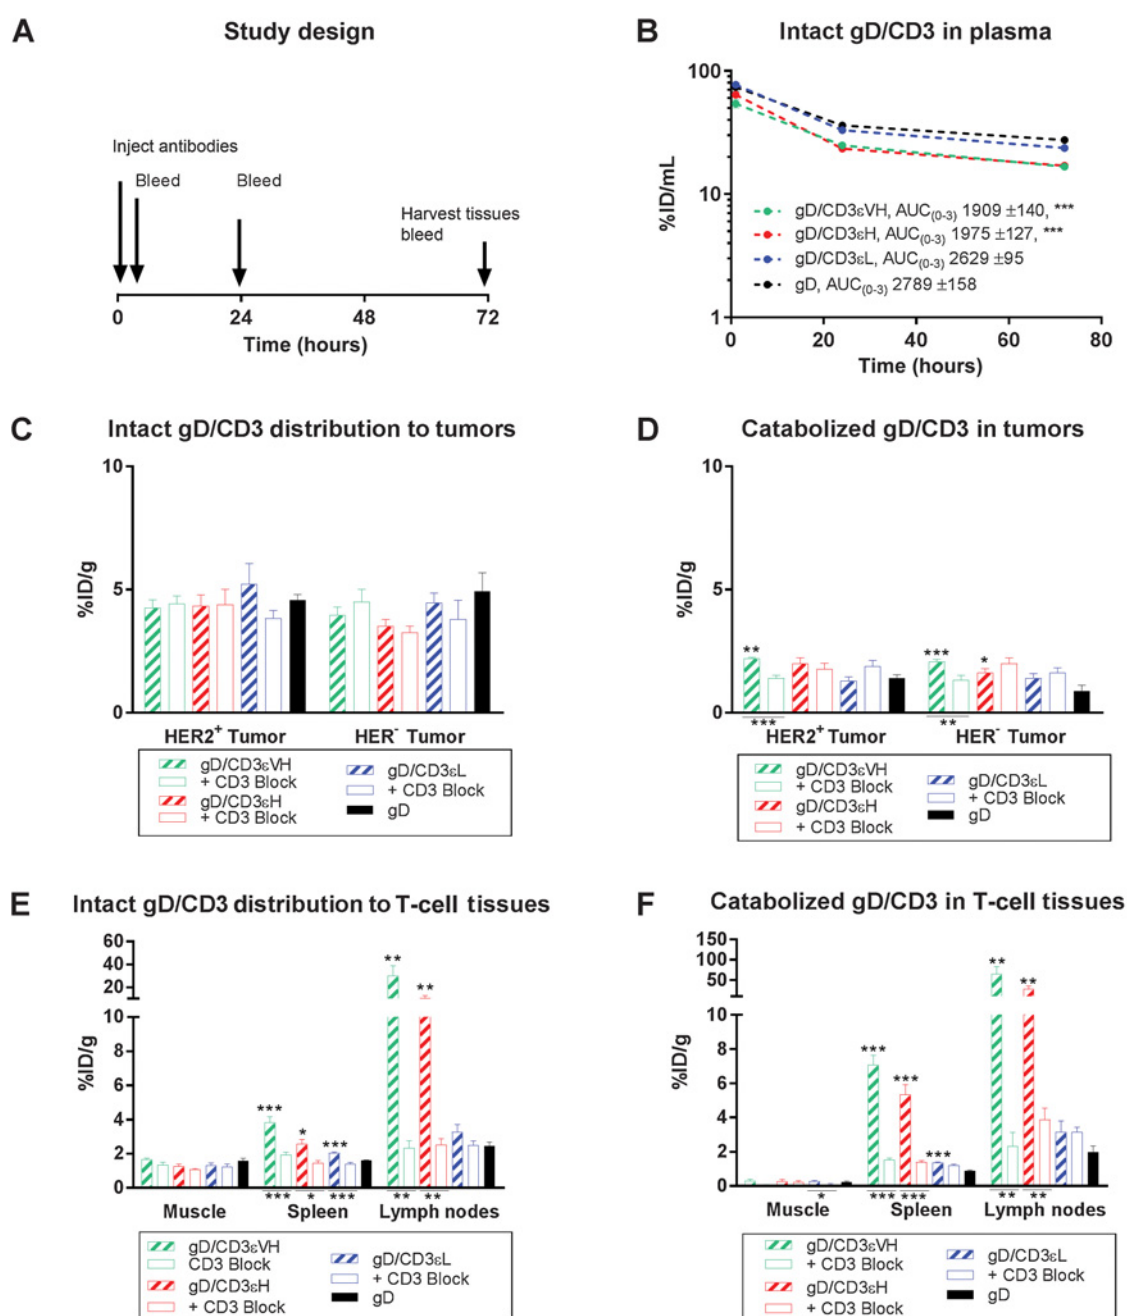 A
Study design
Inject antibodies
Bleed
Bleed
Harvest tissues
bleed
0
24
48
72
Time (hours)
B
Intact gD/CD3 in plasma
%ID/mL
100
10
1
gD/CD3εVH, AUC(0-3) 1909 ±140, ***
gD/CD3εH, AUC(0-3) 1975 ±127, ***
gD/CD3εL, AUC(0-3) 2629 ±95
gD, AUC(0-3) 2789 ±158
0
20
40
60
80
Time (hours)
C
Intact gD/CD3 distribution to tumors
%ID/g
10
5
0
HER2+ Tumor
HER- Tumor
gD/CD3εVH
+ CD3 Block
gD/CD3εH
+ CD3 Block
gD/CD3εL
+ CD3 Block
gD
D
Catabolized gD/CD3 in tumors
%ID/g
10
5
0
**
***
*
***
**
HER2+ Tumor
HER- Tumor
gD/CD3εVH
+ CD3 Block
gD/CD3εH
+ CD3 Block
gD/CD3εL
+ CD3 Block
gD
E
Intact gD/CD3 distribution to T-cell tissues
%ID/g
60
40
20
10
8
6
4
2
0
***
*
***
**
**
***
*
***
**
**
Muscle
Spleen
Lymph nodes
gD/CD3εVH
CD3 Block
gD/CD3εH
+ CD3 Block
gD/CD3εL
+ CD3 Block
gD
F
Catabolized gD/CD3 in T-cell tissues
%ID/g
150
100
50
10
8
6
4
2
0
***
***
***
**
**
*
***
***
**
**
Muscle
Spleen
Lymph nodes
gD/CD3εVH
+ CD3 Block
gD/CD3εH
+ CD3 Block
gD/CD3εL
+ CD3 Block
gD